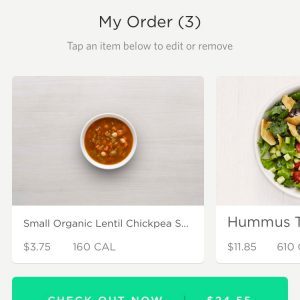 My Order (3)
Tap an item below to edit or remove
Small Organic Lentil Chickpea S...
$3.75 160 CAL
Hummus T
$11.85 610
CHECK OUT NOW | $24.55